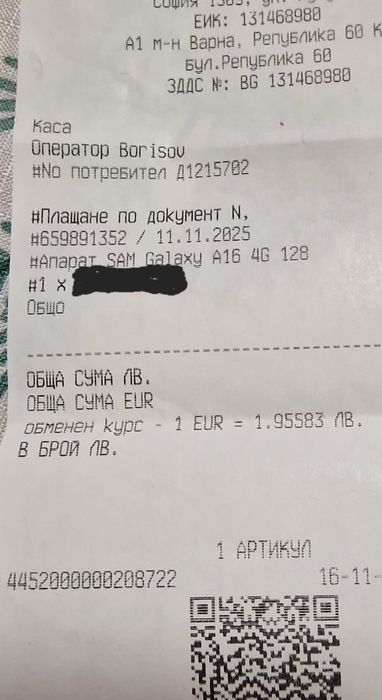 ЕИК: 131468980
А1 м-н Варна, Република 60
бул.Република 60
ЗДДС №: BG 131468980
Каса
Оператор Borisov
#No потребител Д1215702
#Плащане по документ N,
#659891352 / 11.11.2025
#Апарат SAM Galaxy A16 4G 128
#1 x
Общо
ОБЩА СУМА ЛВ.
ОБЩА СУМА EUR
обменен курс - 1 EUR = 1.95583 ЛВ.
В БРОЙ ЛВ.
1 АРТИКУЛ
4452000000208722 16-11-